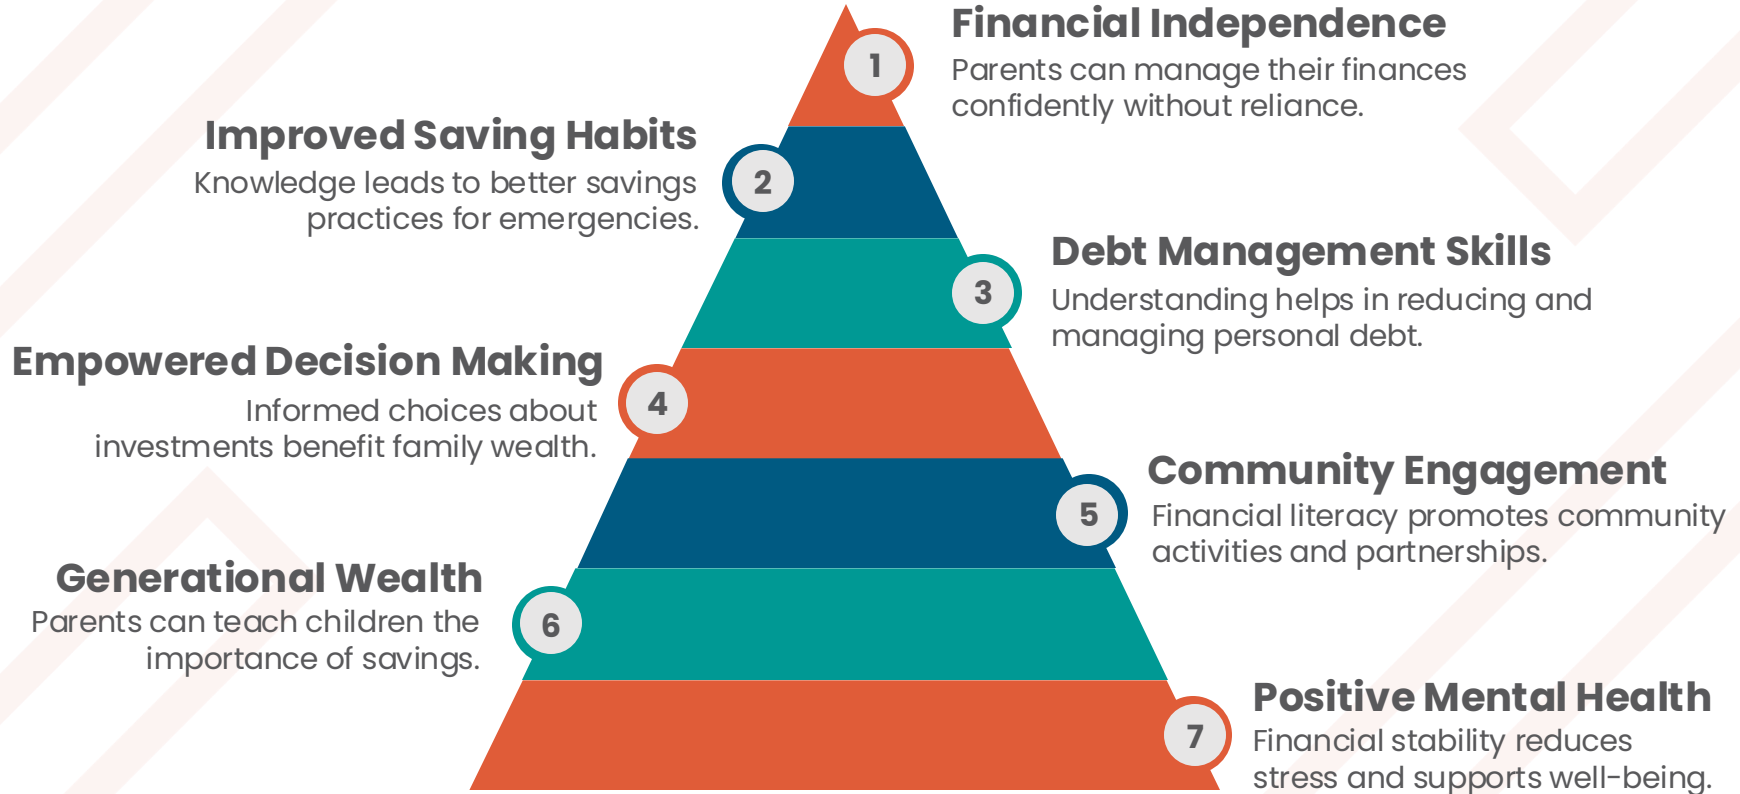 1
Financial Independence
Parents can manage their finances
confidently without reliance.
Improved Saving Habits
Knowledge leads to better savings
practices for emergencies.
2
3
Debt Management Skills
Understanding helps in reducing and
managing personal debt.
Empowered Decision Making
Informed choices about
investments benefit family wealth.
4
5
Community Engagement
Financial literacy promotes community
activities and partnerships.
Generational Wealth
Parents can teach children the
importance of savings.
6
7
Positive Mental Health
Financial stability reduces
stress and supports well-being.